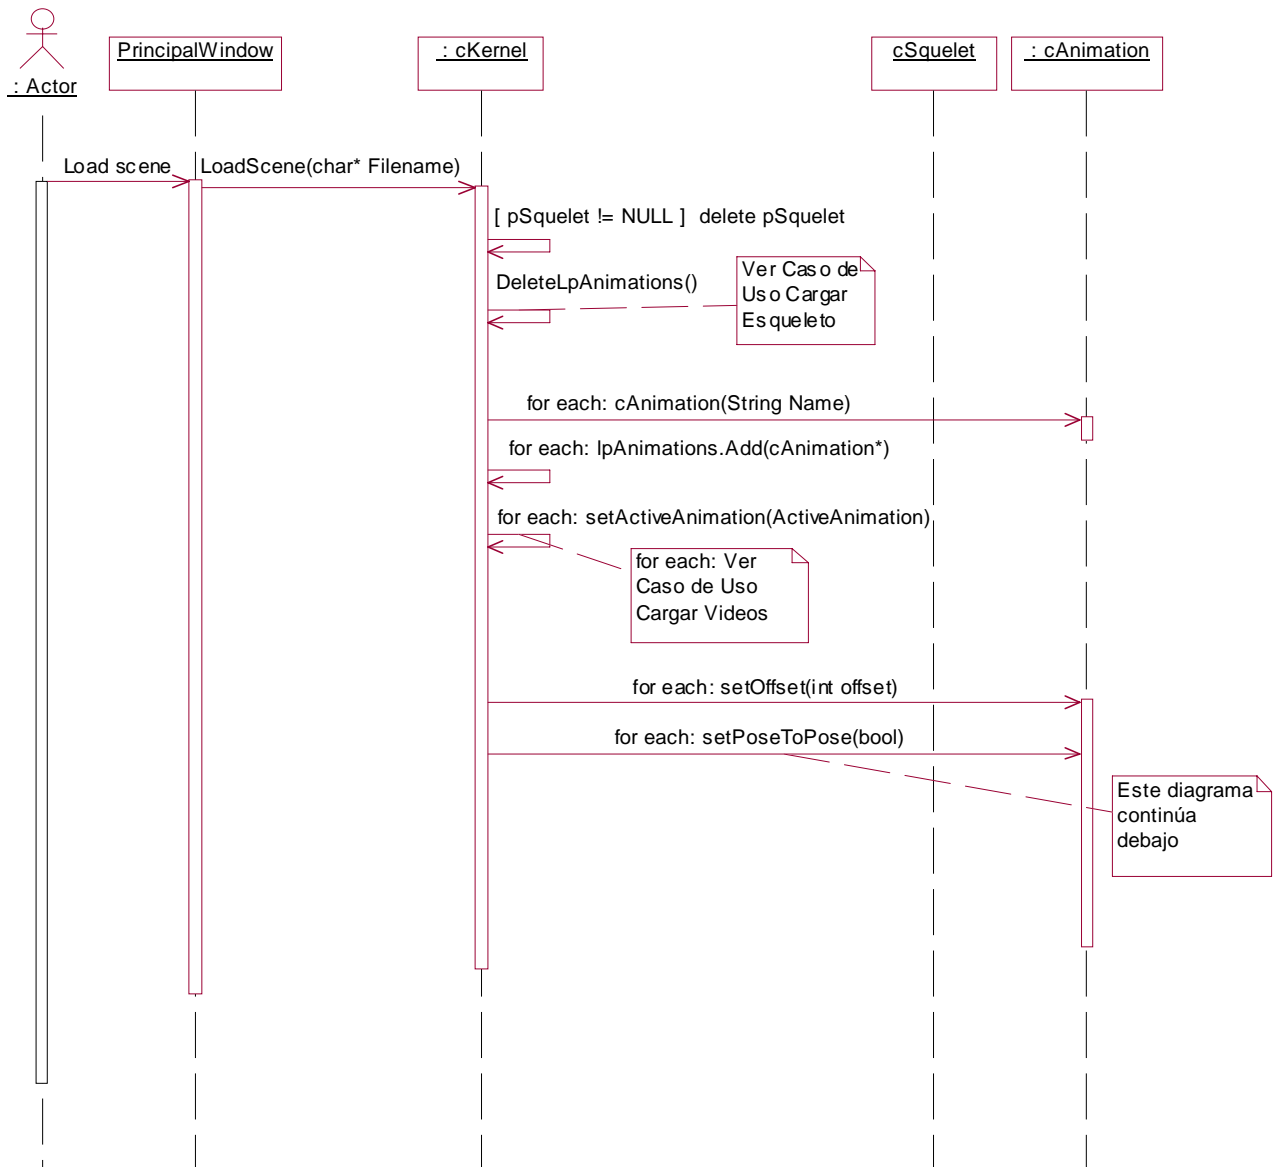 : Actor
PrincipalWindow
: cKernel
cSquelet
: cAnimation
Load scene
LoadScene(char* Filename)
[ pSquelet != NULL ] delete pSquelet
DeleteLpAnimations()
Ver Caso de
Uso Cargar
Esqueleto
for each: cAnimation(String Name)
for each: lpAnimations.Add(cAnimation*)
for each: setActiveAnimation(ActiveAnimation)
for each: Ver
Caso de Uso
Cargar Videos
for each: setOffset(int offset)
for each: setPoseToPose(bool)
Este diagrama
continúa
debajo